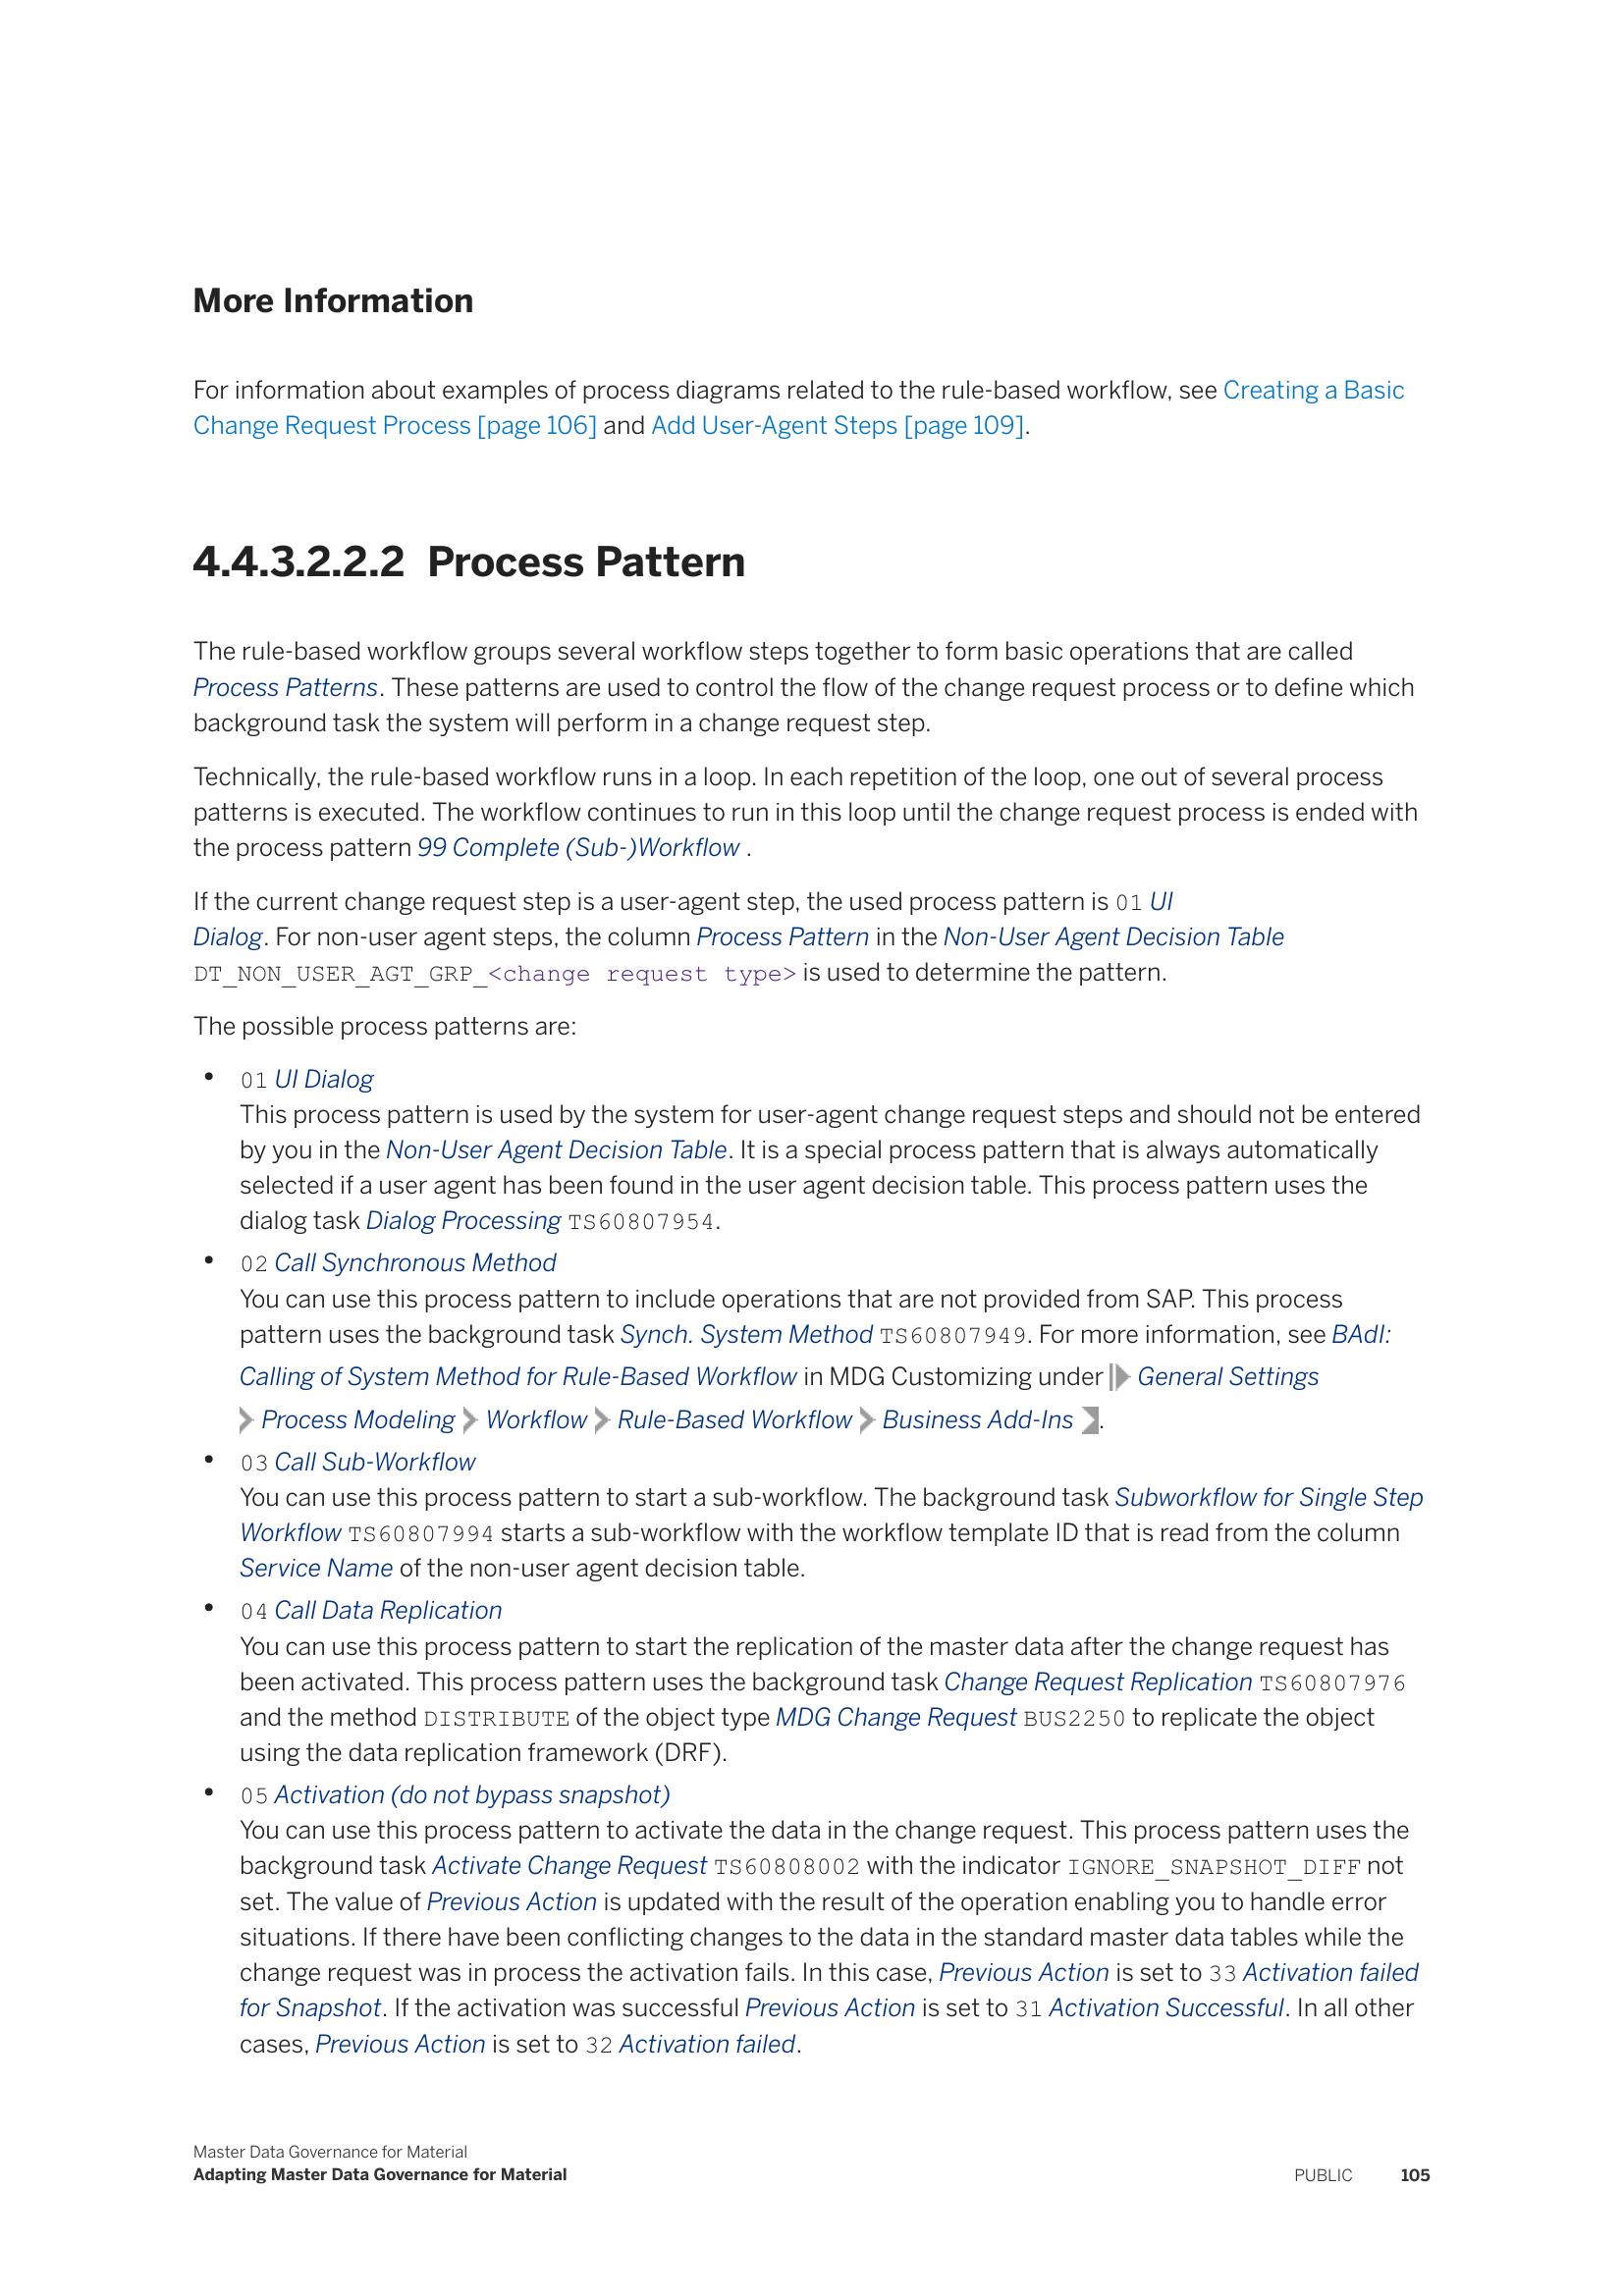 More Information
For information about examples of process diagrams related to the rule-based workflow, see Creating a Basic
Change Request Process [page 106] and Add User-Agent Steps [page 109].
4.4.3.2.2.2 Process Pattern
The rule-based workflow groups several workflow steps together to form basic operations that are called
Process Patterns. These patterns are used to control the flow of the change request process or to define which
background task the system will perform in a change request step.
Technically, the rule-based workflow runs in a loop. In each repetition of the loop, one out of several process
patterns is executed. The workflow continues to run in this loop until the change request process is ended with
the process pattern 99 Complete (Sub-)Workflow .
If the current change request step is a user-agent step, the used process pattern is 01 UI
Dialog. For non-user agent steps, the column Process Pattern in the Non-User Agent Decision Table
DT_NON_USER_AGT_GRP_<change request type> is used to determine the pattern.
The possible process patterns are:
• 01 UI Dialog
This process pattern is used by the system for user-agent change request steps and should not be entered
by you in the Non-User Agent Decision Table. It is a special process pattern that is always automatically
selected if a user agent has been found in the user agent decision table. This process pattern uses the
dialog task Dialog Processing TS60807954.
• 02 Call Synchronous Method
You can use this process pattern to include operations that are not provided from SAP. This process
pattern uses the background task Synch. System Method TS60807949. For more information, see BAdI:
Calling of System Method for Rule-Based Workflow in MDG Customizing under General Settings
Process Modeling Workflow Rule-Based Workflow Business Add-Ins .
• 03 Call Sub-Workflow
You can use this process pattern to start a sub-workflow. The background task Subworkflow for Single Step
Workflow TS60807994 starts a sub-workflow with the workflow template ID that is read from the column
Service Name of the non-user agent decision table.
• 04 Call Data Replication
You can use this process pattern to start the replication of the master data after the change request has
been activated. This process pattern uses the background task Change Request Replication TS60807976
and the method DISTRIBUTE of the object type MDG Change Request BUS2250 to replicate the object
using the data replication framework (DRF).
• 05 Activation (do not bypass snapshot)
You can use this process pattern to activate the data in the change request. This process pattern uses the
background task Activate Change Request TS60808002 with the indicator IGNORE_SNAPSHOT_DIFF not
set. The value of Previous Action is updated with the result of the operation enabling you to handle error
situations. If there have been conflicting changes to the data in the standard master data tables while the
change request was in process the activation fails. In this case, Previous Action is set to 33 Activation failed
for Snapshot. If the activation was successful Previous Action is set to 31 Activation Successful. In all other
cases, Previous Action is set to 32 Activation failed.
Master Data Governance for Material
Adapting Master Data Governance for Material
PUBLIC 105